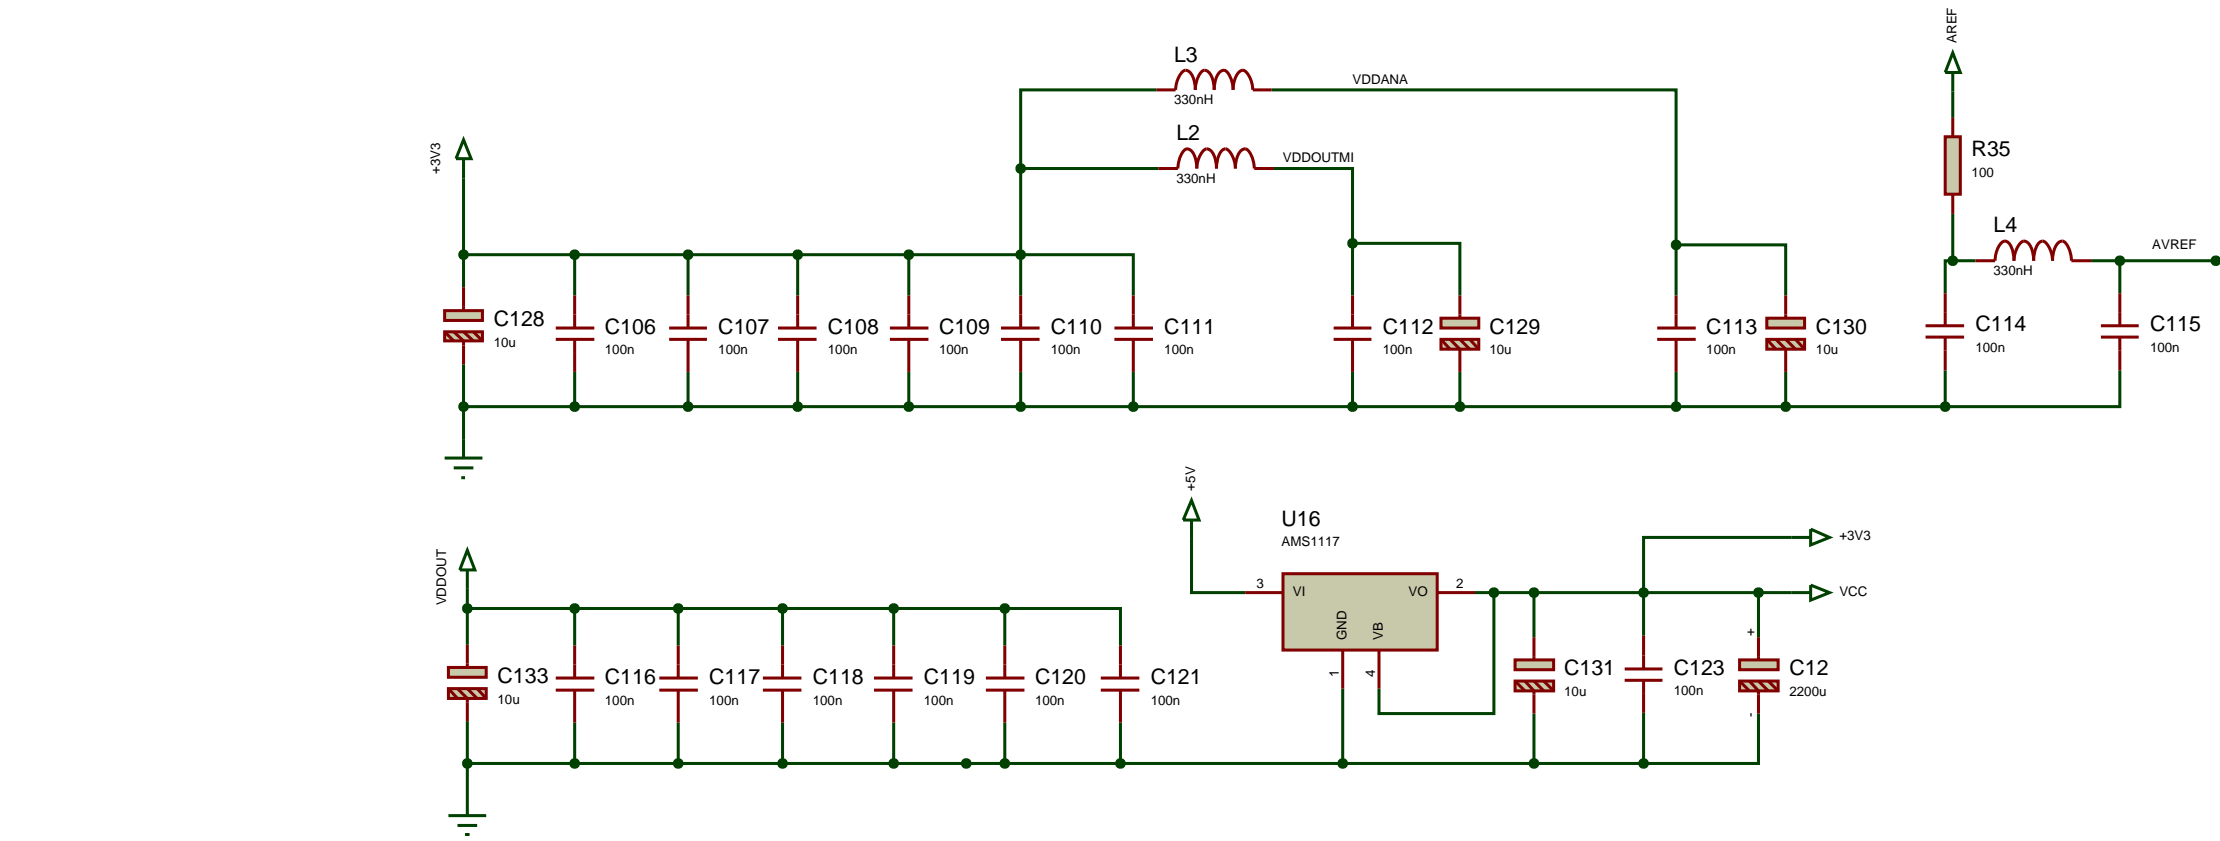 AREF
L3
VDDANA
330nH
L2
VDDOUTMI
330nH
+3V3
R35
100
L4
AVREF
330nH
C128
10u
C106
100n
C107
100n
C108
100n
C109
100n
C110
100n
C111
100n
C112
100n
C129
10u
C113
100n
C130
10u
C114
100n
C115
100n
+5V
U16
AMS1117
+3V3
VDDOUT
3
VI
VO
2
VCC
GND
VB
1
4
+
-
C133
10u
C116
100n
C117
100n
C118
100n
C119
100n
C120
100n
C121
100n
C131
10u
C123
100n
C12
2200u